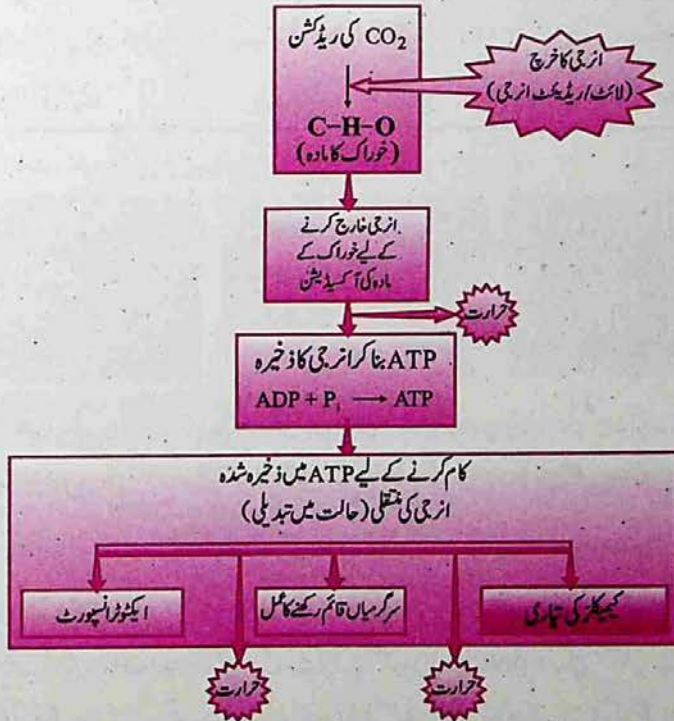 CO₂ کی ریڈکشن
C–H–O
(خوراک کا مادہ)
انرجی کا خرچ
(لائٹ/ریڈینٹ انرجی)
انرجی خارج کرنے
کے لیے خوراک کے
مادہ کی آکسیڈیشن
حرارت
ATP بنا کر انرجی کا ذخیرہ
ADP + Pᵢ ⟶ ATP
کام کرنے کے لیے ATP میں ذخیرہ شدہ
انرجی کی منتقلی (حالت میں تبدیلی)
کیمیکلز کی تیاری
سرگرمیاں قائم رکھنے کا عمل
ایکٹو ٹرانسپورٹ
حرارت
حرارت